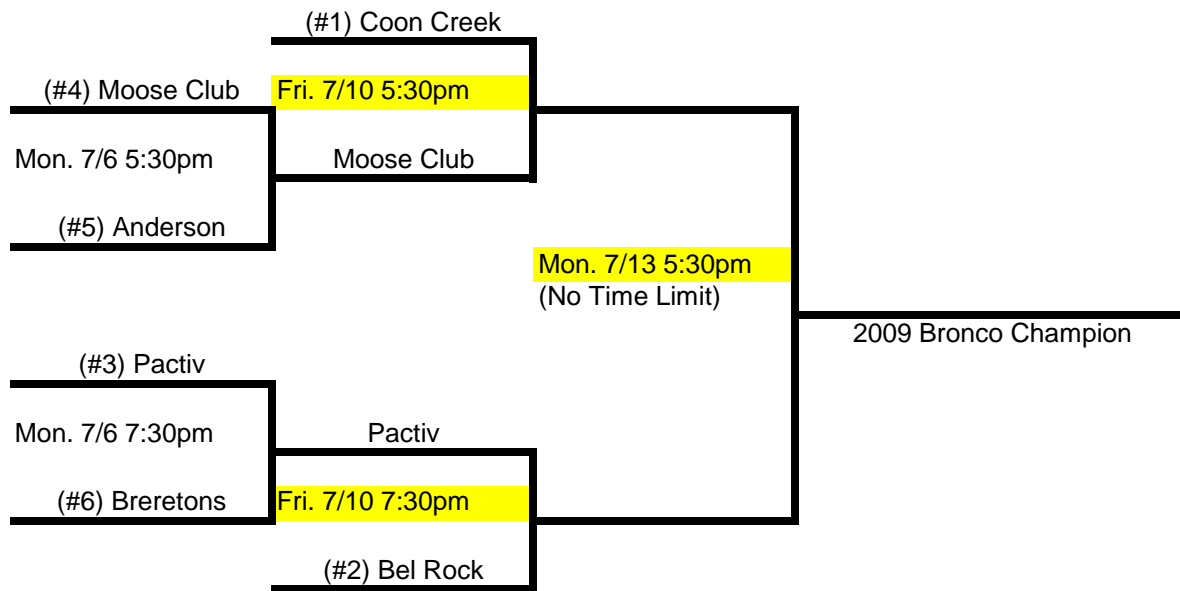 (#1) Coon Creek
(#4) Moose Club
Fri. 7/10 5:30pm
Mon. 7/6 5:30pm
Moose Club
(#5) Anderson
Mon. 7/13 5:30pm
(No Time Limit)
2009 Bronco Champion
(#3) Pactiv
Mon. 7/6 7:30pm
Pactiv
(#6) Breretons
Fri. 7/10 7:30pm
(#2) Bel Rock